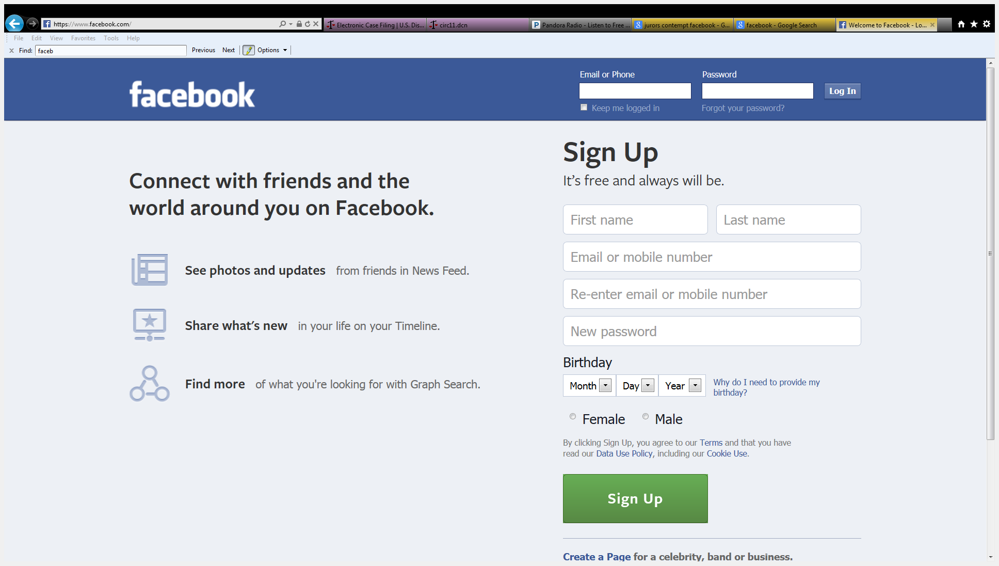 https://www.facebook.com/
Electronic Case Filing | U.S. Dis...
circ11.dcn
Pandora Radio - Listen to Free ...
jurors contempt facebook - G...
facebook - Google Search
Welcome to Facebook - Lo...
File Edit View Favorites Tools Help
Find: faceb Previous Next Options
facebook
Email or Phone Password
Log In
Keep me logged in Forgot your password?
Connect with friends and the
world around you on Facebook.
See photos and updates from friends in News Feed.
Share what's new in your life on your Timeline.
Find more of what you're looking for with Graph Search.
Sign Up
It's free and always will be.
First name Last name
Email or mobile number
Re-enter email or mobile number
New password
Birthday
Month Day Year
Why do I need to provide my
birthday?
Female Male
By clicking Sign Up, you agree to our Terms and that you have
read our Data Use Policy, including our Cookie Use.
Sign Up
Create a Page for a celebrity, band or business.